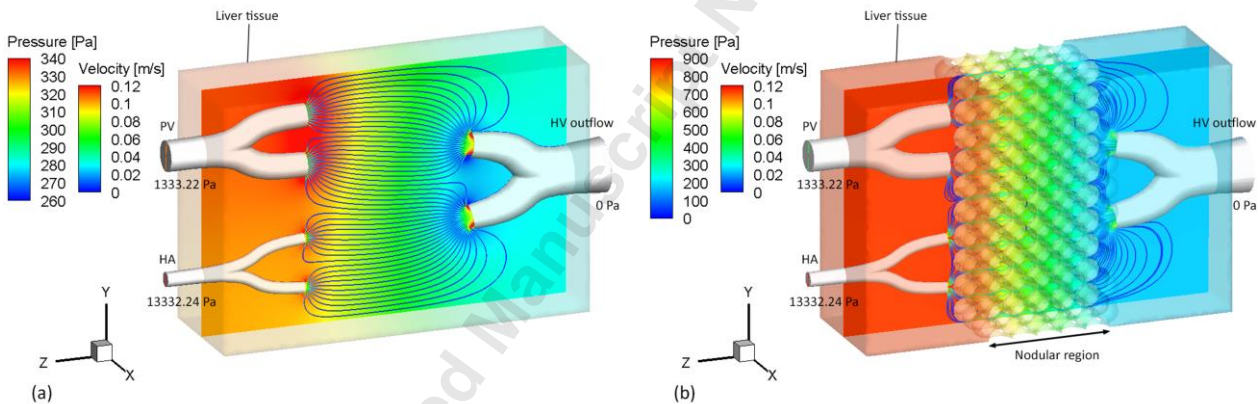 Liver tissue
Pressure [Pa]
340
330
320
310
300
290
280
270
260
Velocity [m/s]
0.12
0.1
0.08
0.06
0.04
0.02
0
PV
1333.22 Pa
HA
13332.24 Pa
HV outflow
0 Pa
Y
Z
X
(a)
Liver tissue
Pressure [Pa]
900
800
700
600
500
400
300
200
100
0
Velocity [m/s]
0.12
0.1
0.08
0.06
0.04
0.02
0
PV
1333.22 Pa
HA
13332.24 Pa
HV outflow
0 Pa
Nodular region
Y
Z
X
(b)
ed Manuscript